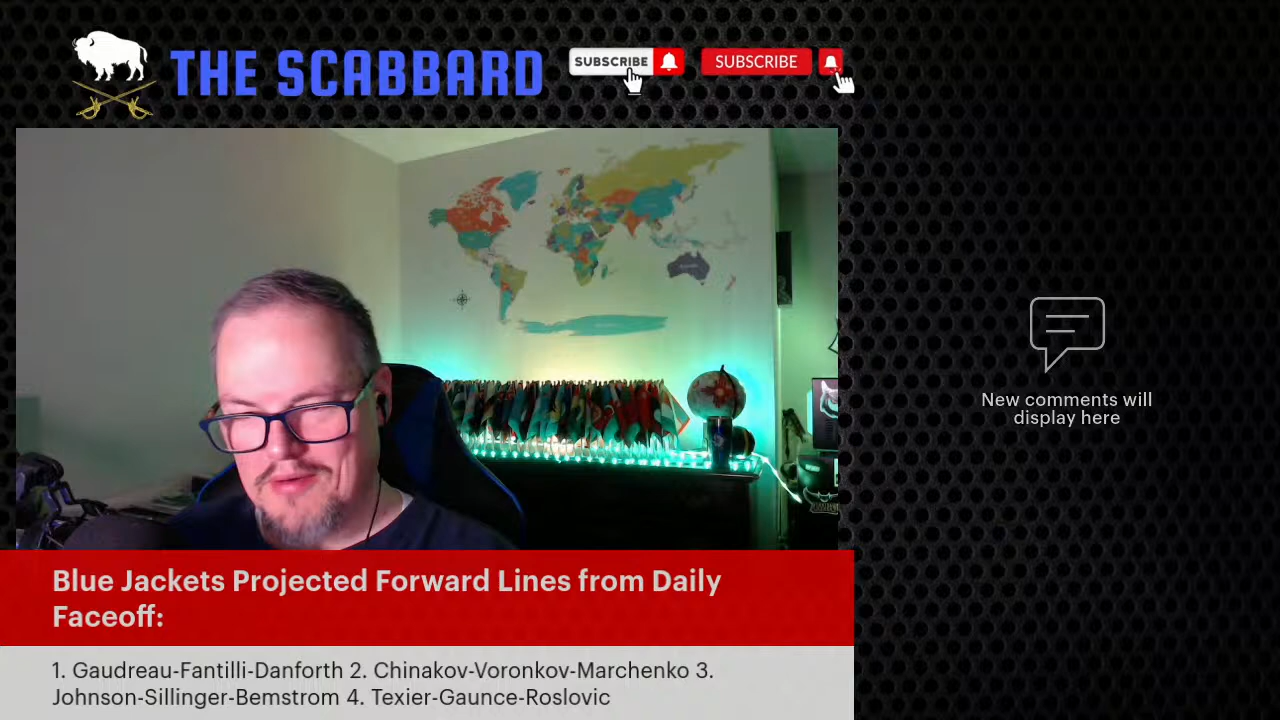 THE SCABBARD
SUBSCRIBE
SUBSCRIBE
New comments will
display here
Blue Jackets Projected Forward Lines from Daily
Faceoff:
1. Gaudreau-Fantilli-Danforth 2. Chinakov-Voronkov-Marchenko 3.
Johnson-Sillinger-Bemstrom 4. Texier-Gaunce-Roslovic